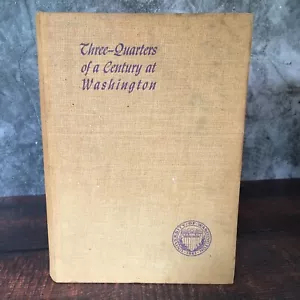 Three-Quarters
of a Century at
Washington